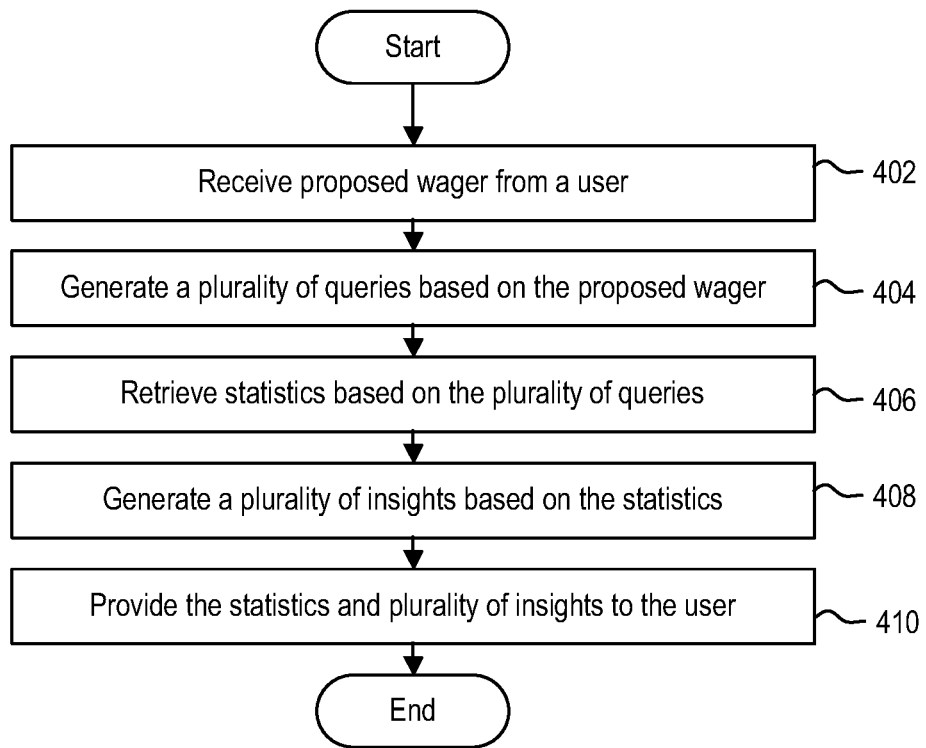 Start
Receive proposed wager from a user
402
Generate a plurality of queries based on the proposed wager
404
Retrieve statistics based on the plurality of queries
406
Generate a plurality of insights based on the statistics
408
Provide the statistics and plurality of insights to the user
410
End